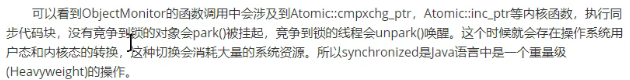 可以看到ObjectMonitor的函数调用中会涉及到Atomic::cmpxchg_ptr，Atomic::inc_ptr等内核函数，执行同
步代码块，没有竞争到锁的对象会park()被挂起，竞争到锁的线程会unpark()唤醒。这个时候就会存在操作系统用
户态和内核态的转换，这种切换会消耗大量的系统资源。所以synchronized是Java语言中是一个重量级
(Heavyweight)的操作。